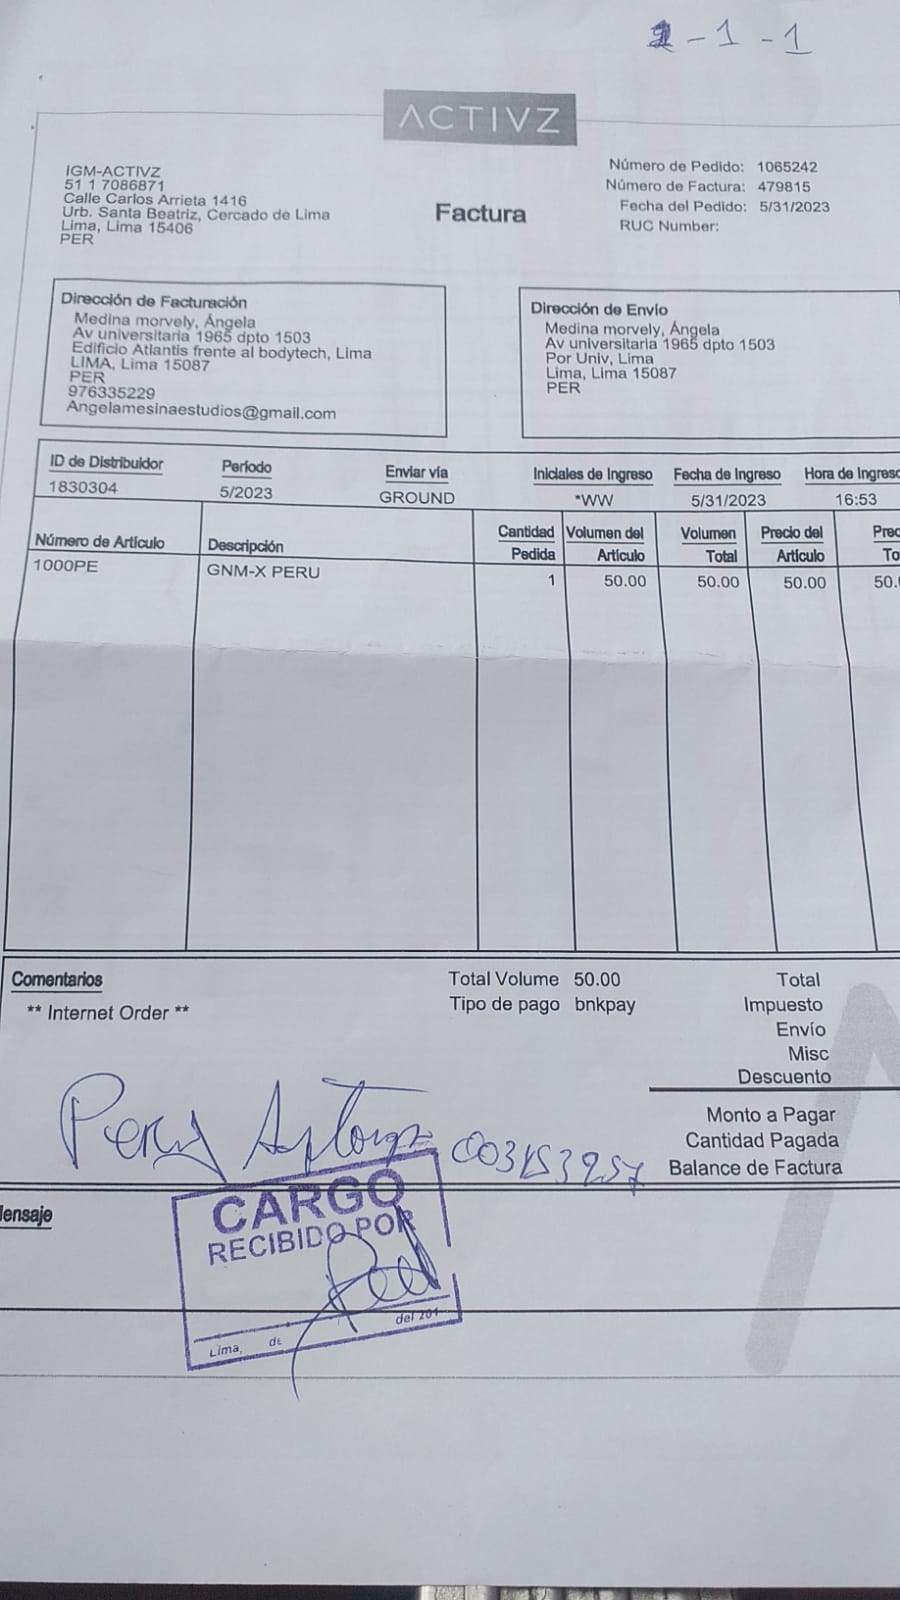 1 - 1 - 1
ACTIVZ
IGM-ACTIVZ
51 1 7086871
Calle Carlos Arrieta 1416
Urb. Santa Beatriz, Cercado de Lima
Lima, Lima 15406
PER
Factura
Número de Pedido: 1065242
Número de Factura: 479815
Fecha del Pedido: 5/31/2023
RUC Number:
Dirección de Facturación
Medina morvely, Ángela
Av universitaria 1965 dpto 1503
Edificio Atlantis frente al bodytech, Lima
LIMA, Lima 15087
PER
976335229
Angelamesinaestudios@gmail.com
Dirección de Envío
Medina morvely, Ángela
Av universitaria 1965 dpto 1503
Por Univ, Lima
Lima, Lima 15087
PER
ID de Distribuidor Período Enviar vía Iniciales de Ingreso Fecha de Ingreso Hora de Ingreso
1830304 5/2023 GROUND *WW 5/31/2023 16:53
Número de Artículo Descripción Cantidad Pedida Volumen del Artículo Volumen Total Precio del Artículo
1000PE GNM-X PERU 1 50.00 50.00 50.00 50.
Comentarios
** Internet Order **
Total Volume 50.00
Tipo de pago bnkpay
Total
Impuesto
Envío
Misc
Descuento
Monto a Pagar
Cantidad Pagada
Balance de Factura
003153957
ensaje
CARGO
RECIBIDO POR
Lima, de del 201